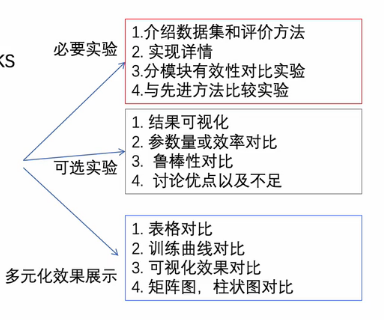 必要实验
1.介绍数据集和评价方法
2. 实现详情
3.分模块有效性对比实验
4.与先进方法比较实验
KS
可选实验
1. 结果可视化
2. 参数量或效率对比
3. 鲁棒性对比
4. 讨论优点以及不足
多元化效果展示
1. 表格对比
2. 训练曲线对比
3. 可视化效果对比
4. 矩阵图，柱状图对比